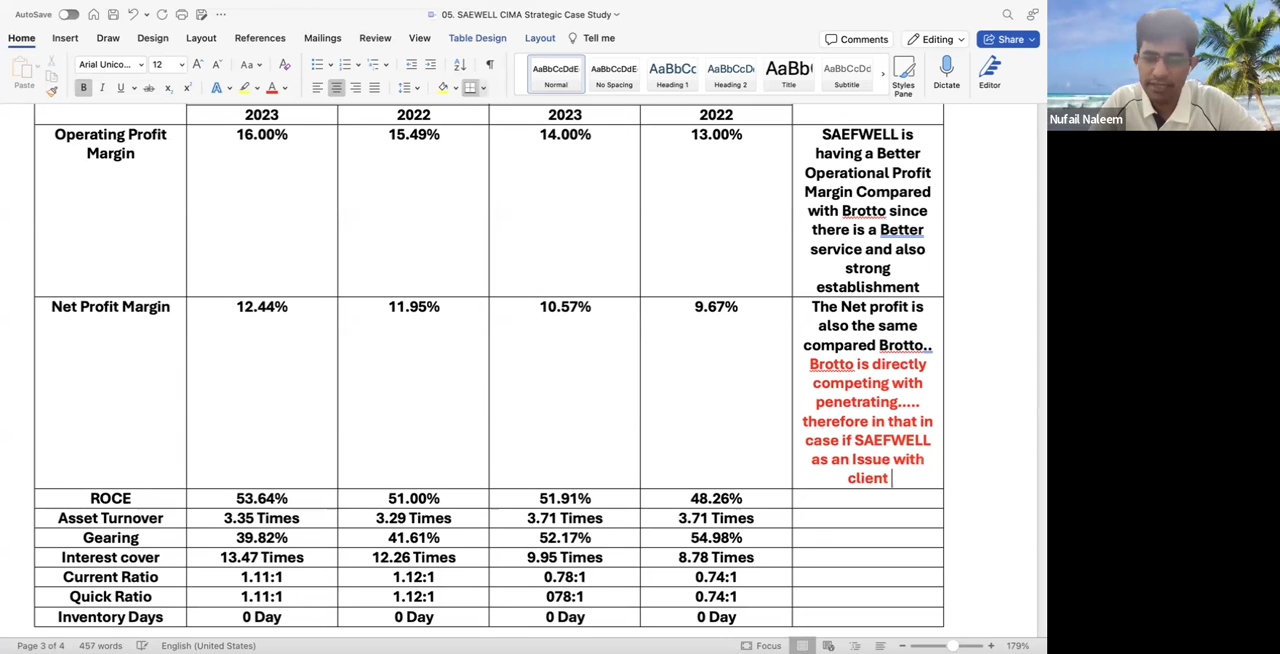 AutoSave
05. SAEWELL CIMA Strategic Case Study
Home Insert Draw Design Layout References Mailings Review View Table Design Layout Tell me
Comments Editing Share
Paste
Arial Unico... 12
AaBbCcDdE AaBbCcDdE AaBbCc AaBbCcD AaBb AaBbCcDd
Normal No Spacing Heading 1 Heading 2 Title Subtitle
Styles Pane
Dictate
Editor
Nufail Naleem
2023 2022 2023 2022
Operating Profit 16.00% 15.49% 14.00% 13.00% SAEFWELL is
Margin having a Better
Operational Profit
Margin Compared
with Brotto since
there is a Better
service and also
strong
establishment
Net Profit Margin 12.44% 11.95% 10.57% 9.67% The Net profit is
also the same
compared Brotto..
Brotto is directly
competing with
penetrating.....
therefore in that in
case if SAEFWELL
as an Issue with
client
ROCE 53.64% 51.00% 51.91% 48.26%
Asset Turnover 3.35 Times 3.29 Times 3.71 Times 3.71 Times
Gearing 39.82% 41.61% 52.17% 54.98%
Interest cover 13.47 Times 12.26 Times 9.95 Times 8.78 Times
Current Ratio 1.11:1 1.12:1 0.78:1 0.74:1
Quick Ratio 1.11:1 1.12:1 078:1 0.74:1
Inventory Days 0 Day 0 Day 0 Day 0 Day
Page 3 of 4 457 words English (United States) Focus 179%